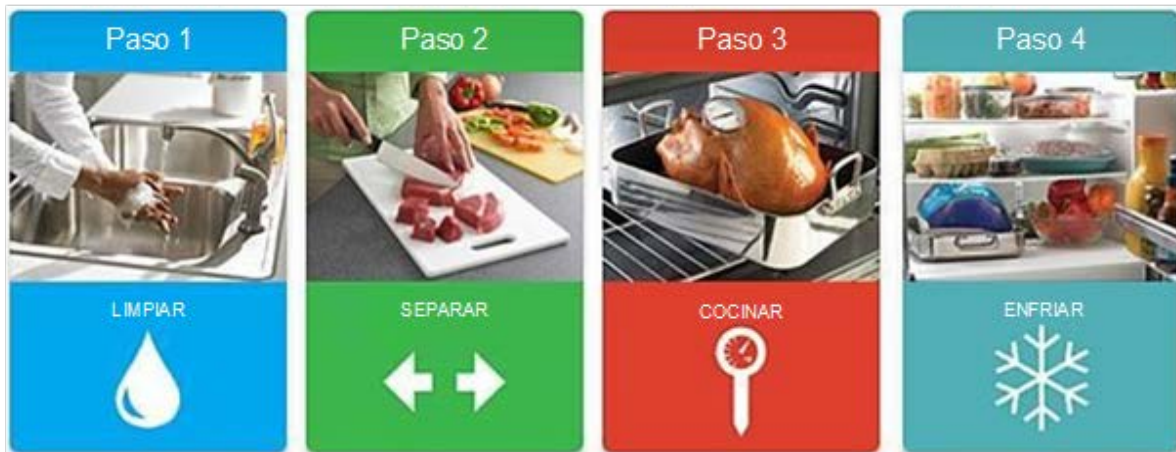 Paso 1
Paso 2
Paso 3
Paso 4
LIMPIAR
SEPARAR
COCINAR
ENFRIAR